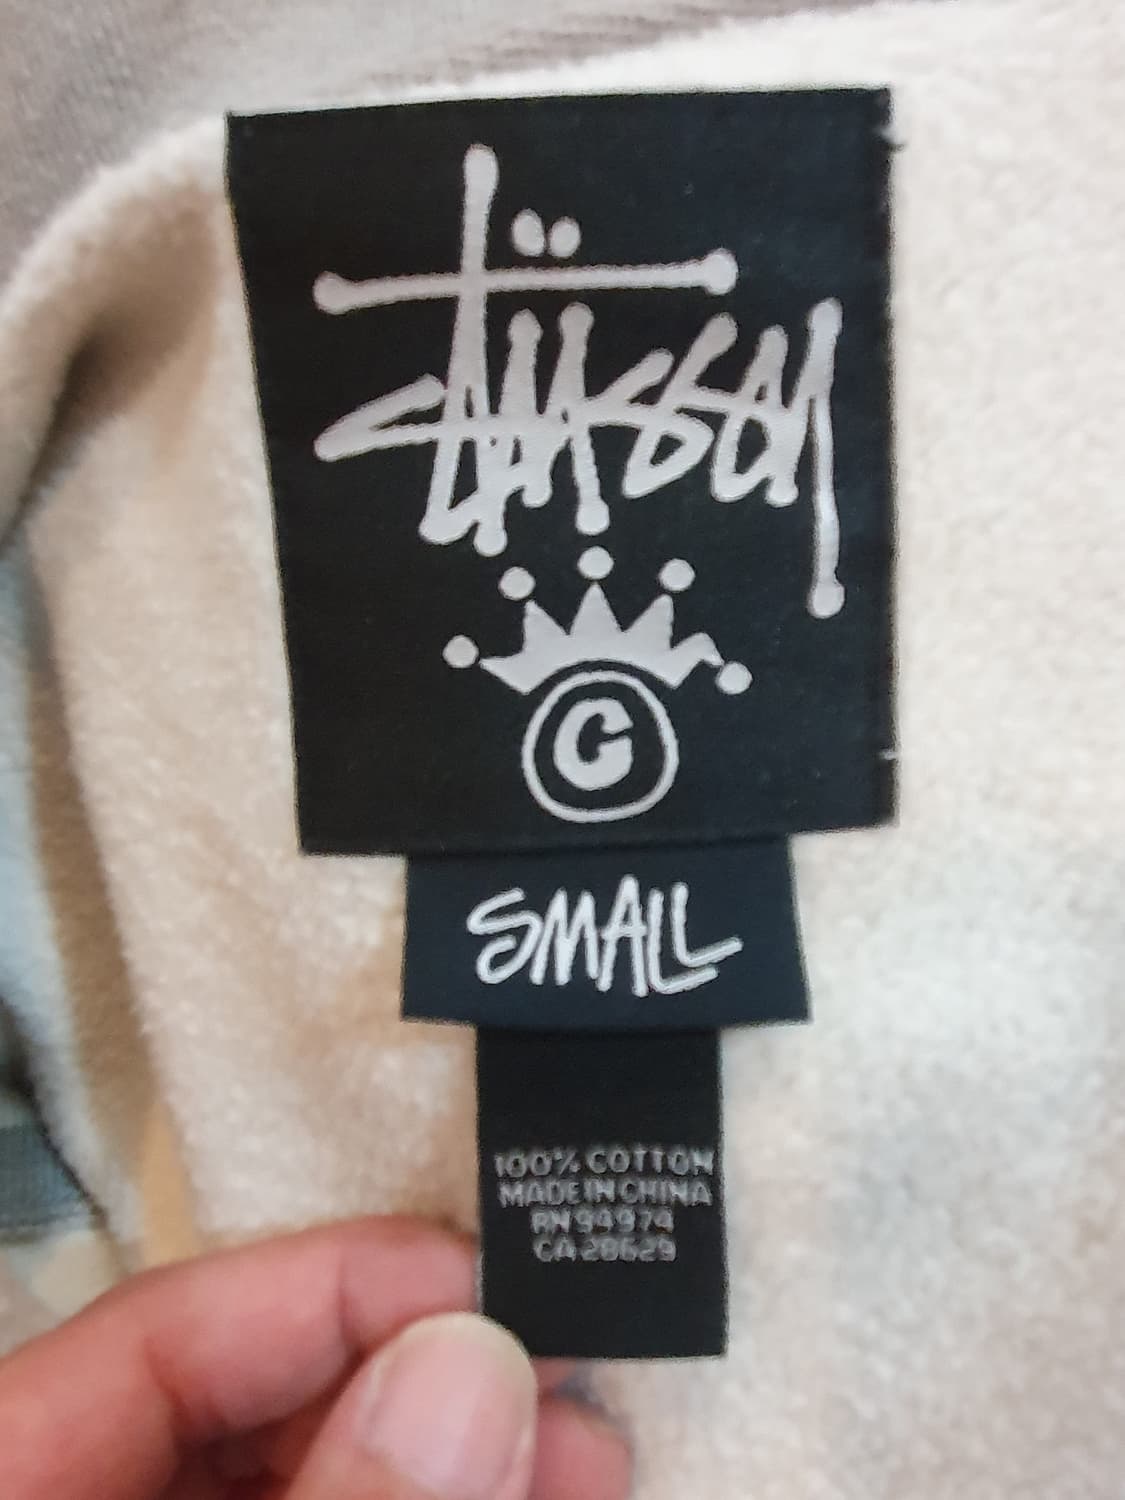 Stüssy
©
SMALL
100% COTTON
MADE IN CHINA
RN 94974
CA 28629